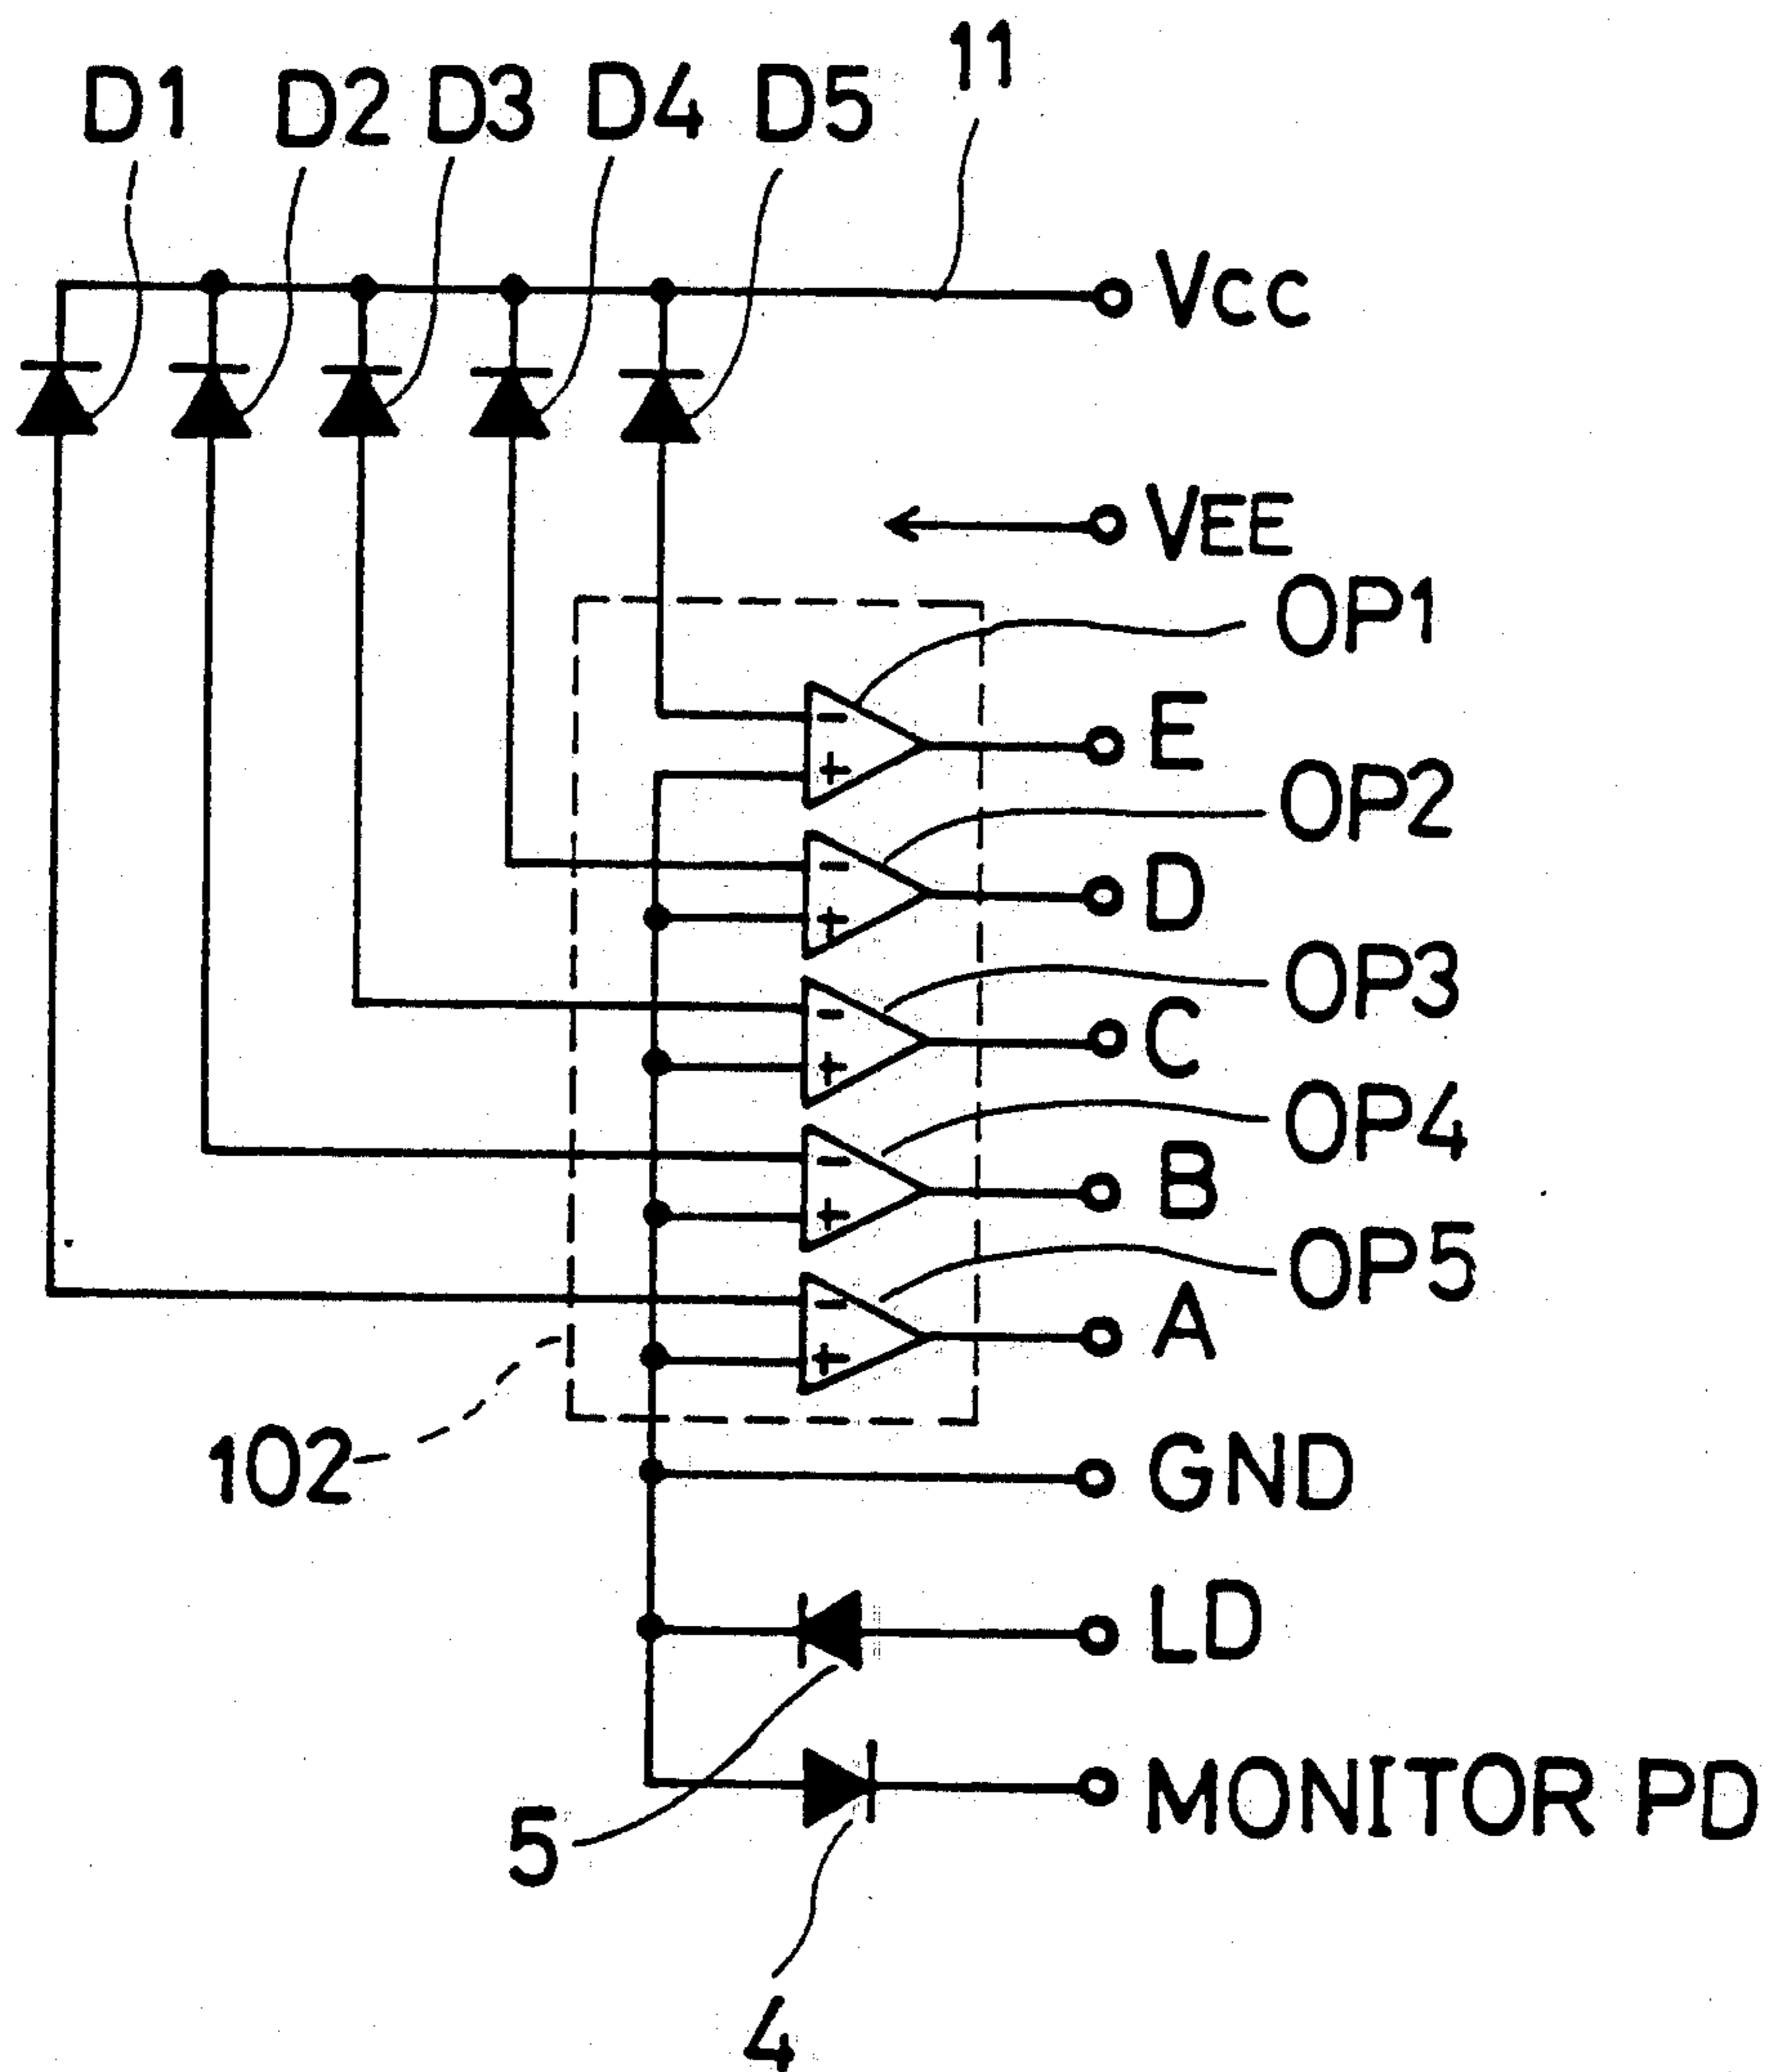 11
D1 D2 D3 D4 D5
Vcc
VEE
OP1
- +
E
OP2
- +
D
OP3
- +
C
OP4
- +
B
OP5
- +
A
102
GND
LD
5
MONITOR PD
4